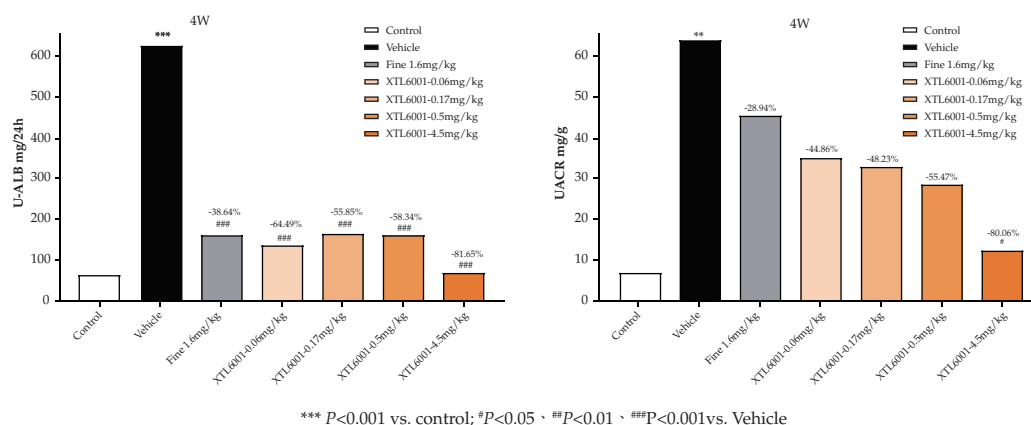 4W
U-ALB mg/24h
600
500
400
300
200
100
0
***
-38.64%
###
-64.49%
###
-55.85%
###
-58.34%
###
-81.65%
###
Control
Vehicle
Fine 1.6mg/kg
XTL6001-0.06mg/kg
XTL6001-0.17mg/kg
XTL6001-0.5mg/kg
XTL6001-4.5mg/kg
Control
Vehicle
Fine 1.6mg/kg
XTL6001-0.06mg/kg
XTL6001-0.17mg/kg
XTL6001-0.5mg/kg
XTL6001-4.5mg/kg
4W
UACR mg/g
60
50
40
30
20
10
0
**
-28.94%
-44.86%
-48.23%
-55.47%
-80.06%
#
Control
Vehicle
Fine 1.6mg/kg
XTL6001-0.06mg/kg
XTL6001-0.17mg/kg
XTL6001-0.5mg/kg
XTL6001-4.5mg/kg
Control
Vehicle
Fine 1.6mg/kg
XTL6001-0.06mg/kg
XTL6001-0.17mg/kg
XTL6001-0.5mg/kg
XTL6001-4.5mg/kg
*** P<0.001 vs. control; #P<0.05、##P<0.01、###P<0.001vs. Vehicle